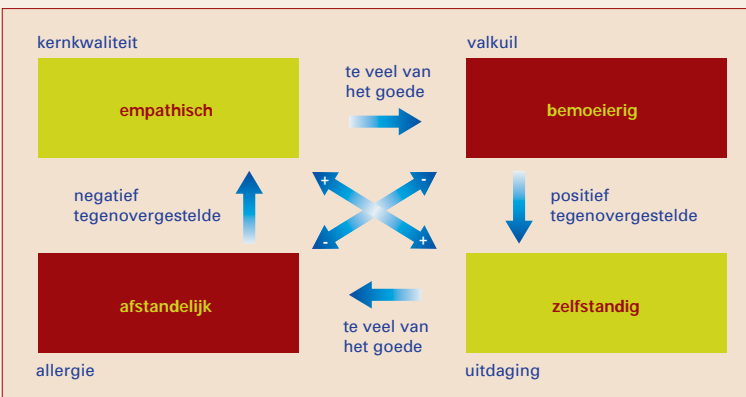 kernkwaliteit
valkuil
te veel van
het goede
empathisch
bemoeierig
+
-
negatief
tegenovergestelde
positief
tegenovergestelde
-
+
afstandelijk
zelfstandig
te veel van
het goede
allergie
uitdaging